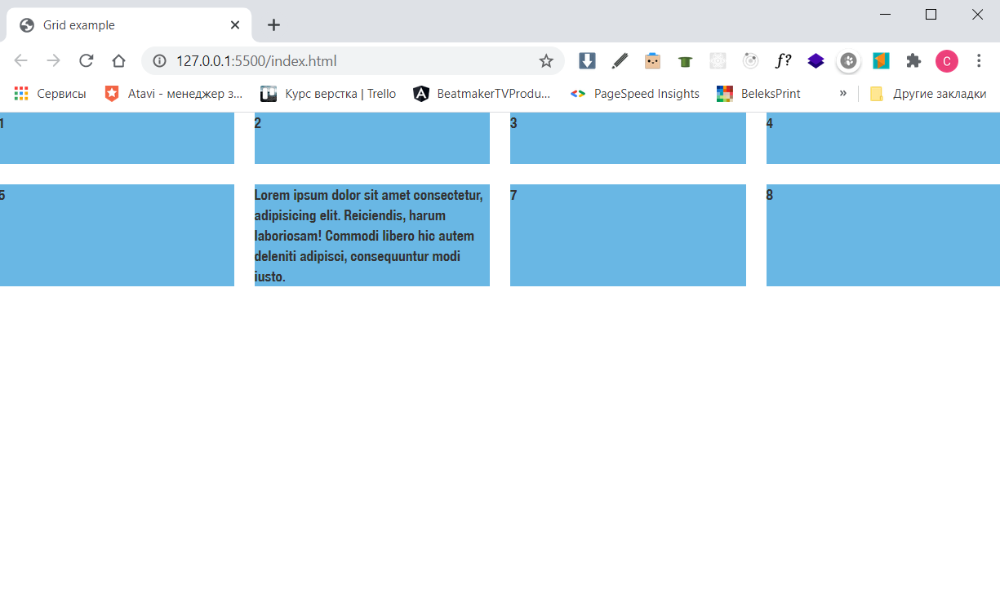 Grid example
127.0.0.1:5500/index.html
f?
C
Сервисы
Atavi - менеджер з...
Курс верстка | Trello
BeatmakerTVProdu...
PageSpeed Insights
BeleksPrint
»
Другие закладки
1
2
3
4
5
Lorem ipsum dolor sit amet consectetur,
adipisicing elit. Reiciendis, harum
laboriosam! Commodi libero hic autem
deleniti adipisci, consequuntur modi
iusto.
7
8